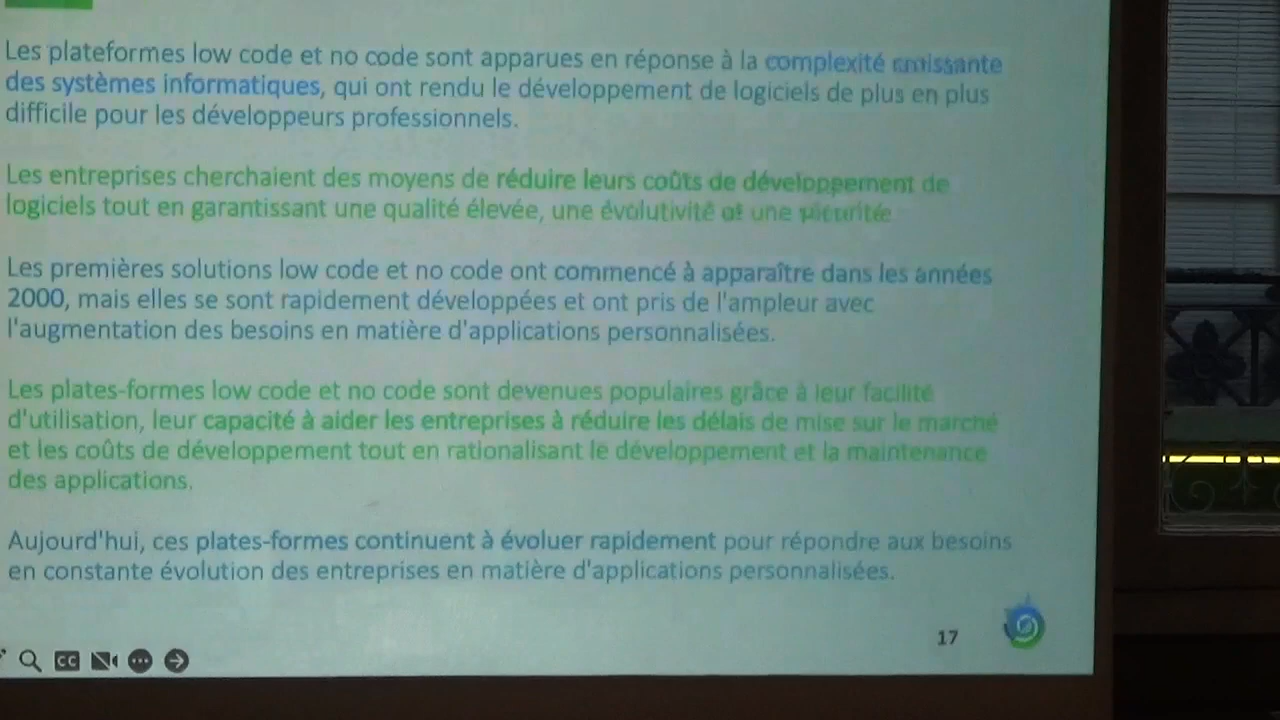 Les plateformes low code et no code sont apparues en réponse à la complexité croissante
des systèmes informatiques, qui ont rendu le développement de logiciels de plus en plus
difficile pour les développeurs professionnels.
Les entreprises cherchaient des moyens de réduire leurs coûts de développement de
logiciels tout en garantissant une qualité élevée, une évolutivité et une sécurité
Les premières solutions low code et no code ont commencé à apparaître dans les années
2000, mais elles se sont rapidement développées et ont pris de l'ampleur avec
l'augmentation des besoins en matière d'applications personnalisées.
Les plates-formes low code et no code sont devenues populaires grâce à leur facilité
d'utilisation, leur capacité à aider les entreprises à réduire les délais de mise sur le marché
et les coûts de développement tout en rationalisant le développement et la maintenance
des applications.
Aujourd'hui, ces plates-formes continuent à évoluer rapidement pour répondre aux besoins
en constante évolution des entreprises en matière d'applications personnalisées.
17
CC